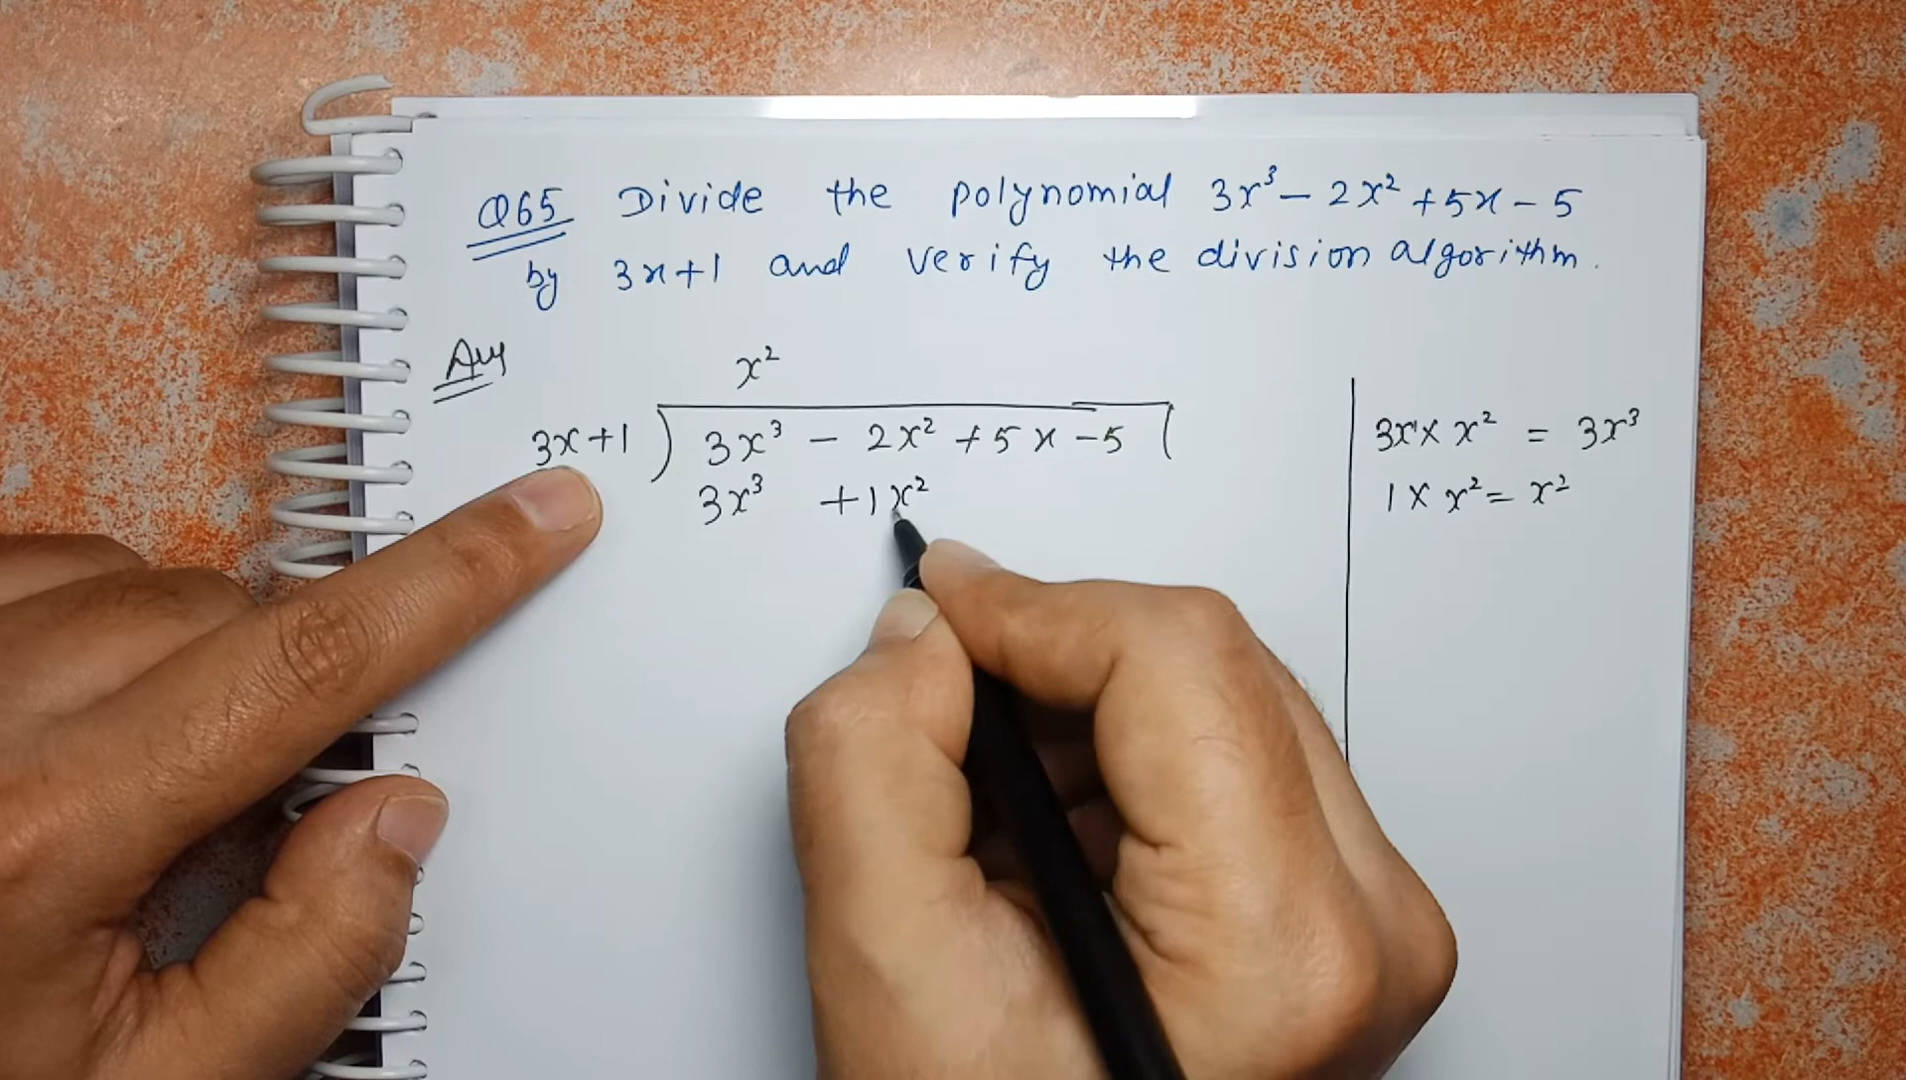 Q65 Divide the polynomial 3x³ - 2x² + 5x - 5
by 3x+1 and verify the division algorithm.
Ans
x²
3x+1 ) 3x³ - 2x² + 5x - 5 (
3x³ + 1x²
3x × x² = 3x³
1 × x² = x²